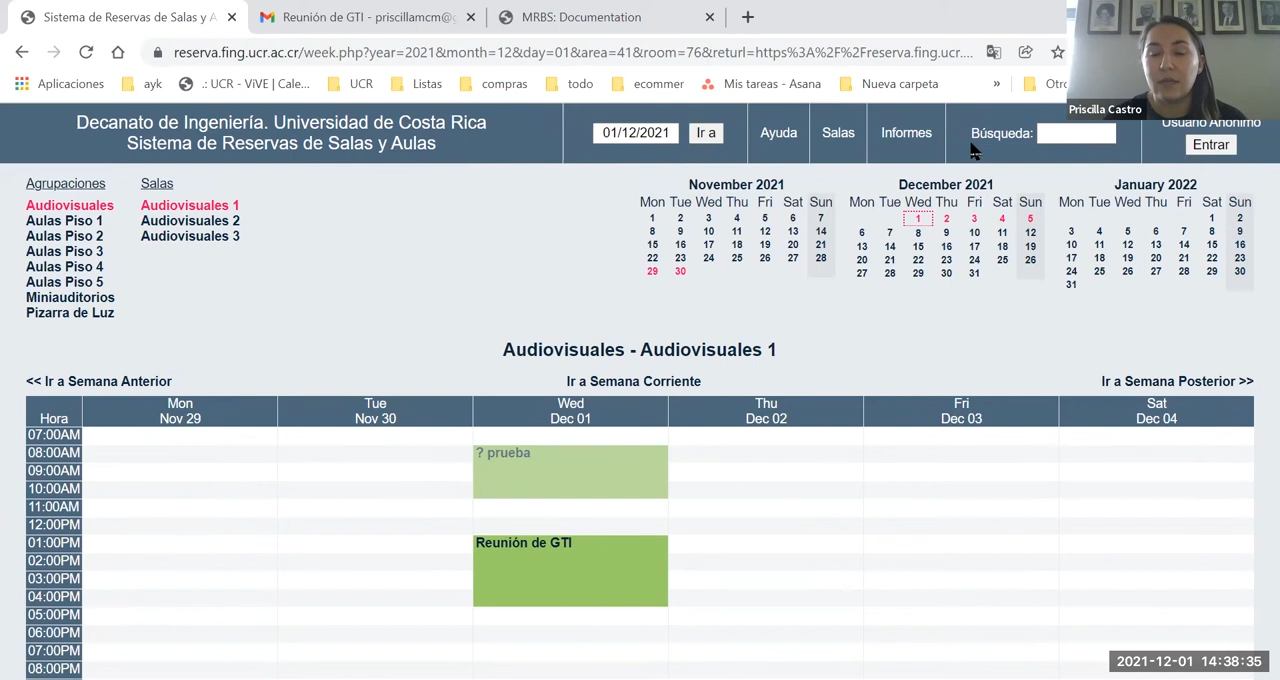 Sistema de Reservas de Salas y A
Reunión de GTI - priscillamcm@g
MRBS: Documentation
reserva.fing.ucr.ac.cr/week.php?year=2021&month=12&day=01&area=41&room=76&returl=https%3A%2F%2Freserva.fing.ucr....
Aplicaciones
ayk
.: UCR - ViVE | Cale...
UCR
Listas
compras
todo
ecommer
Mis tareas - Asana
Nueva carpeta
»
Otro
Priscilla Castro
Decanato de Ingeniería. Universidad de Costa Rica
Sistema de Reservas de Salas y Aulas
01/12/2021
Ir a
Ayuda
Salas
Informes
Búsqueda:
Usuario Anónimo
Entrar
Agrupaciones
Audiovisuales
Aulas Piso 1
Aulas Piso 2
Aulas Piso 3
Aulas Piso 4
Aulas Piso 5
Miniauditorios
Pizarra de Luz
Salas
Audiovisuales 1
Audiovisuales 2
Audiovisuales 3
November 2021
Mon Tue Wed Thu Fri Sat Sun
1 2 3 4 5 6 7
8 9 10 11 12 13 14
15 16 17 18 19 20 21
22 23 24 25 26 27 28
29 30
December 2021
Mon Tue Wed Thu Fri Sat Sun
1 2 3 4 5
6 7 8 9 10 11 12
13 14 15 16 17 18 19
20 21 22 23 24 25 26
27 28 29 30 31
January 2022
Mon Tue Wed Thu Fri Sat Sun
1 2
3 4 5 6 7 8 9
10 11 12 13 14 15 16
17 18 19 20 21 22 23
24 25 26 27 28 29 30
31
Audiovisuales - Audiovisuales 1
<< Ir a Semana Anterior
Ir a Semana Corriente
Ir a Semana Posterior >>
Hora
Mon
Nov 29
Tue
Nov 30
Wed
Dec 01
Thu
Dec 02
Fri
Dec 03
Sat
Dec 04
07:00AM
08:00AM
? prueba
09:00AM
10:00AM
11:00AM
12:00PM
01:00PM
Reunión de GTI
02:00PM
03:00PM
04:00PM
05:00PM
06:00PM
07:00PM
08:00PM
2021-12-01 14:38:35